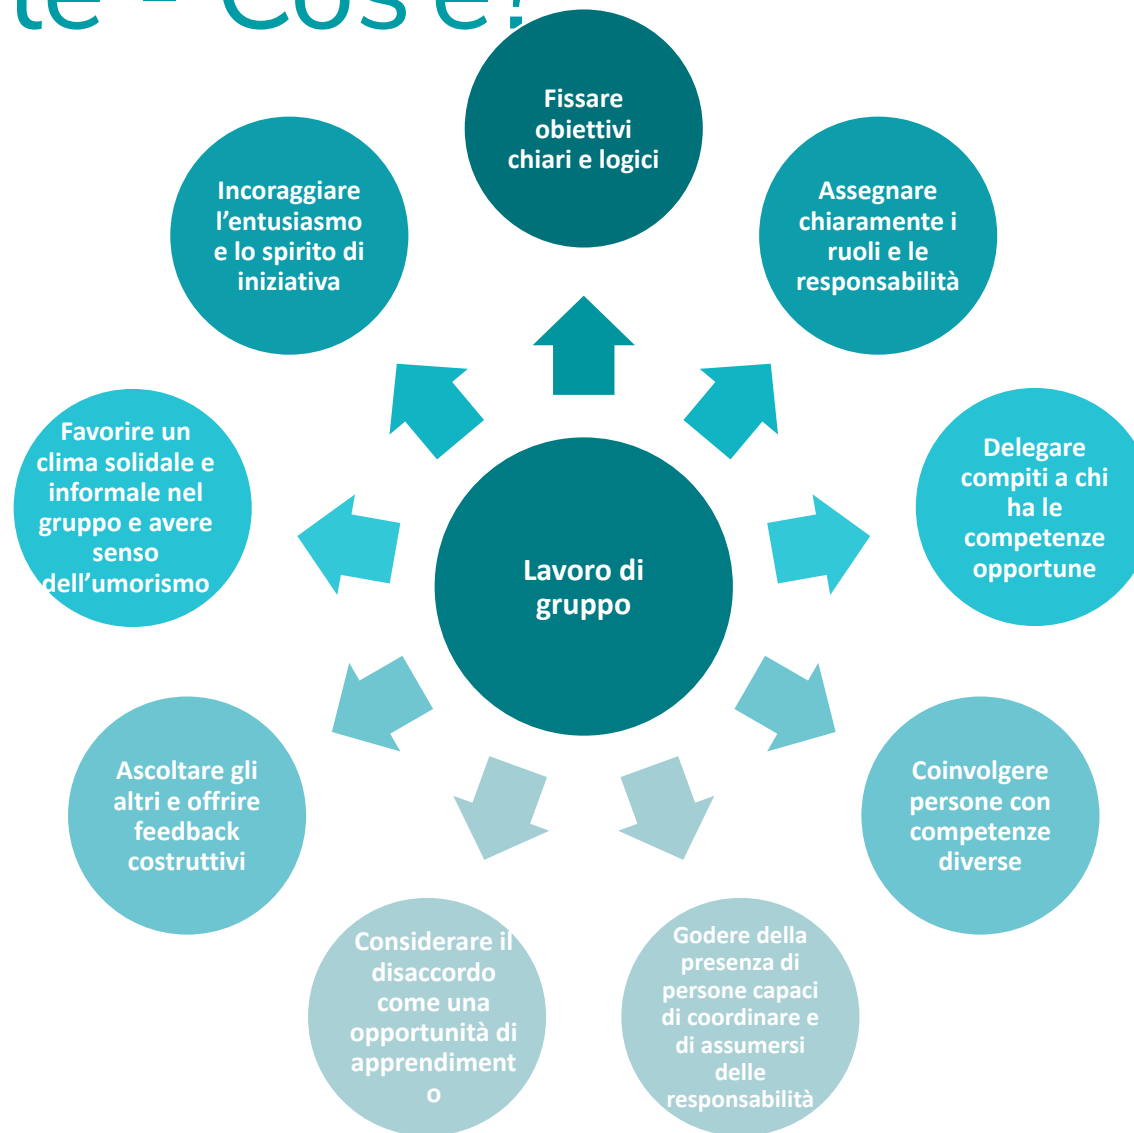 te - Cos'è?
Fissare
obiettivi
chiari e logici
Assegnare
chiaramente i
ruoli e le
responsabilità
Delegare
compiti a chi
ha le
competenze
opportune
Coinvolgere
persone con
competenze
diverse
Godere della
presenza di
persone capaci
di coordinare e
di assumersi
delle
responsabilità
Considerare il
disaccordo
come una
opportunità di
apprendiment
o
Ascoltare gli
altri e offrire
feedback
costruttivi
Favorire un
clima solidale e
informale nel
gruppo e avere
senso
dell’umorismo
Incoraggiare
l’entusiasmo
e lo spirito di
iniziativa
Lavoro di
gruppo